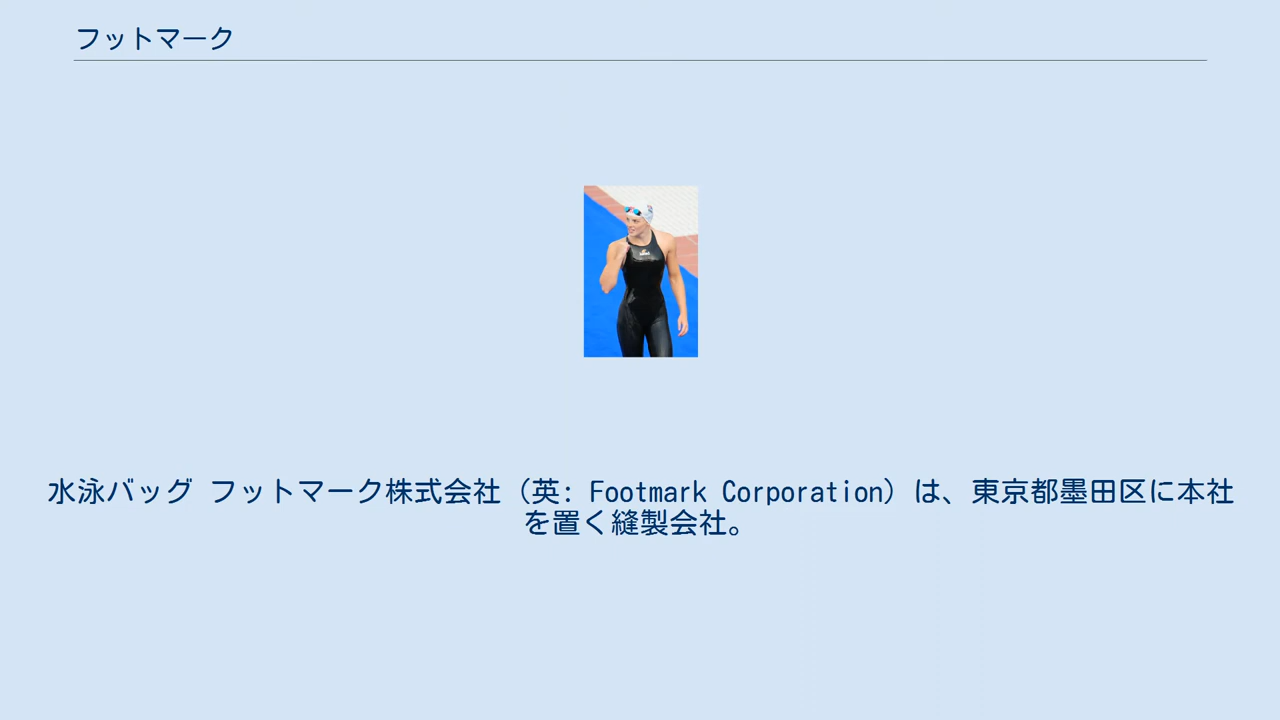 フットマーク
水泳バッグ フットマーク株式会社（英: Footmark Corporation）は、東京都墨田区に本社
を置く縫製会社。